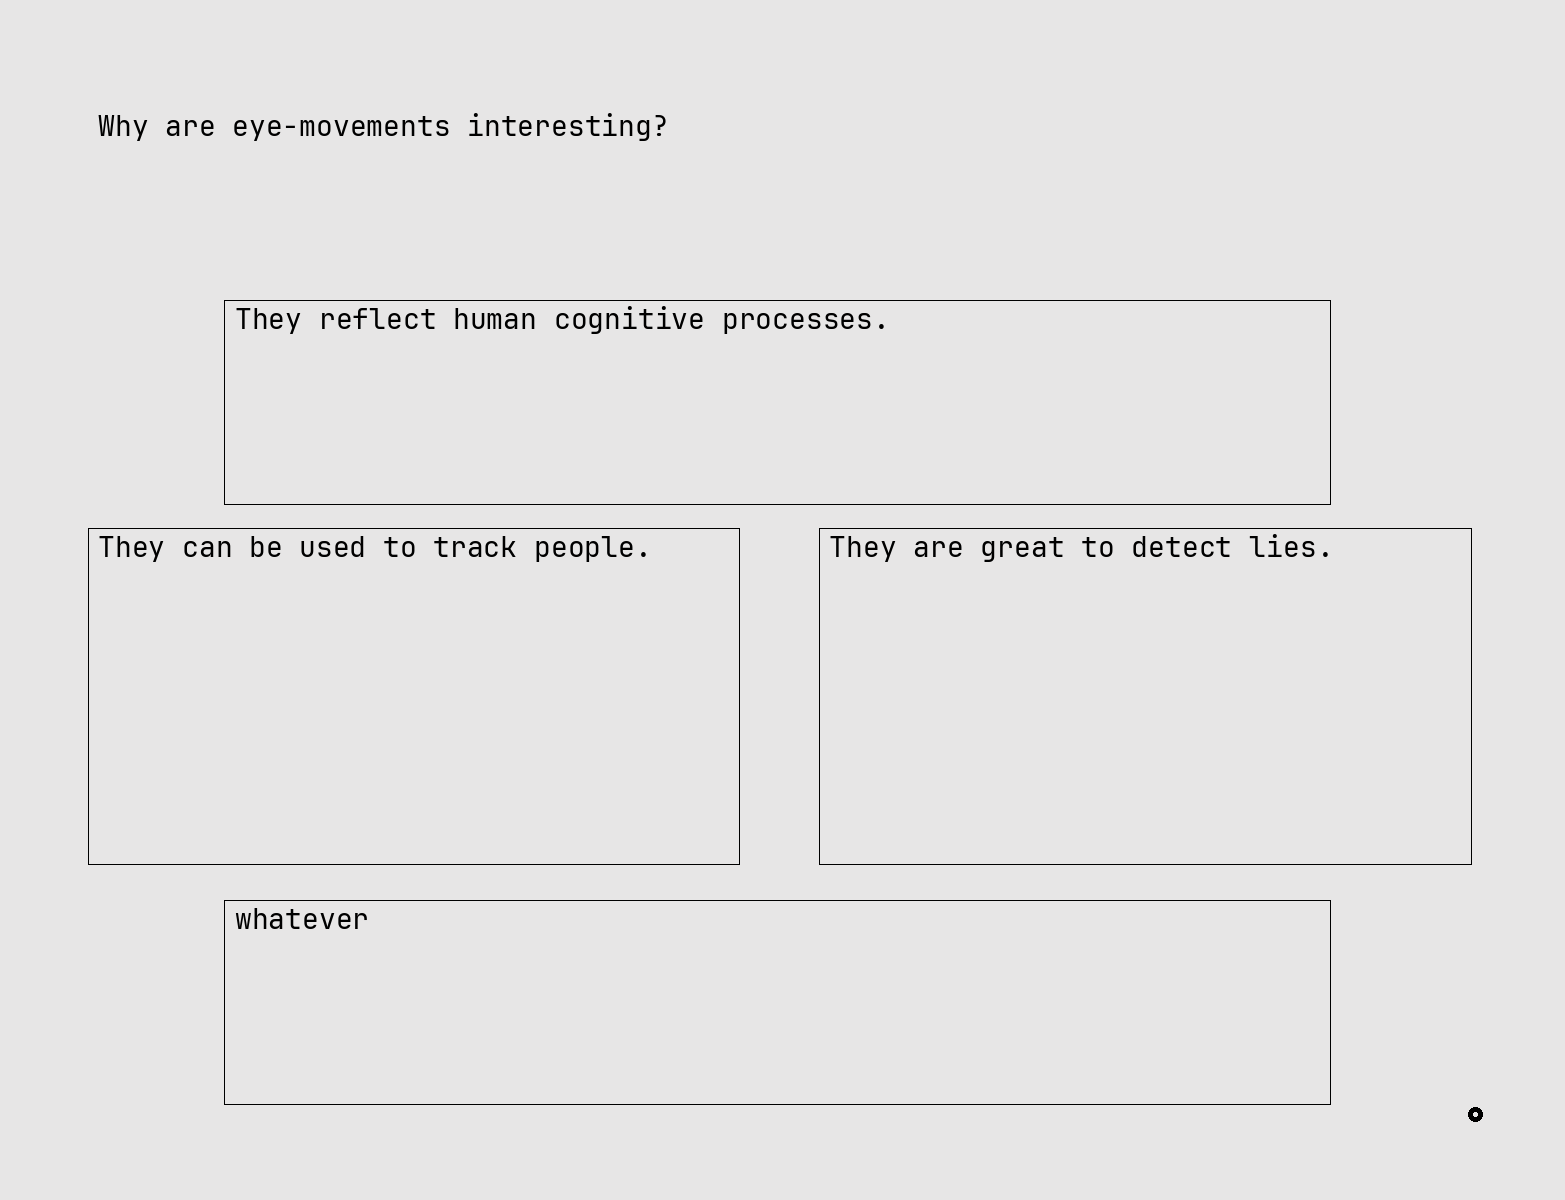 Why are eye-movements interesting?
They reflect human cognitive processes.
They can be used to track people.
They are great to detect lies.
whatever